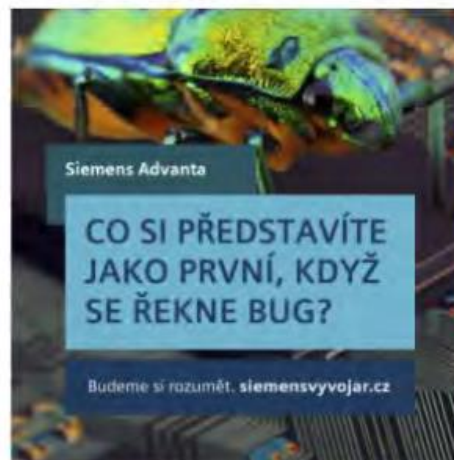 Siemens Advanta
CO SI PŘEDSTAVÍTE
JAKO PRVNÍ, KDYŽ
SE ŘEKNE BUG?
Budeme si rozumět. siemensvyvojar.cz